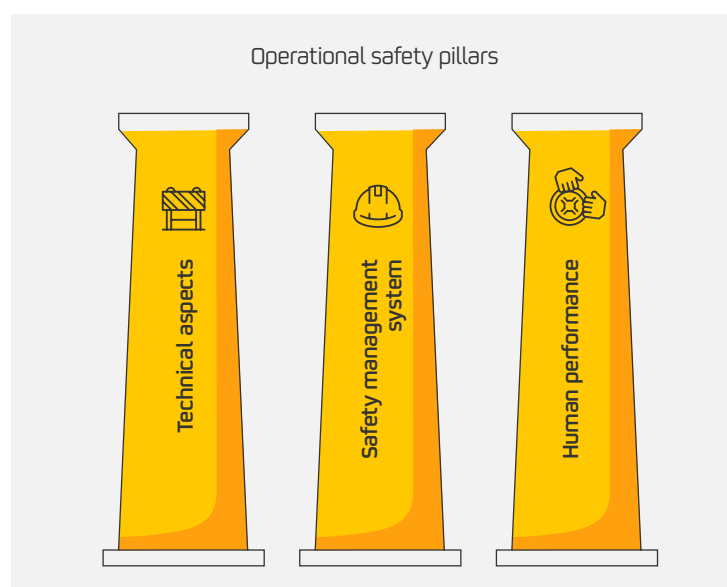 Operational safety pillars
Technical aspects
Safety management
system
Human performance